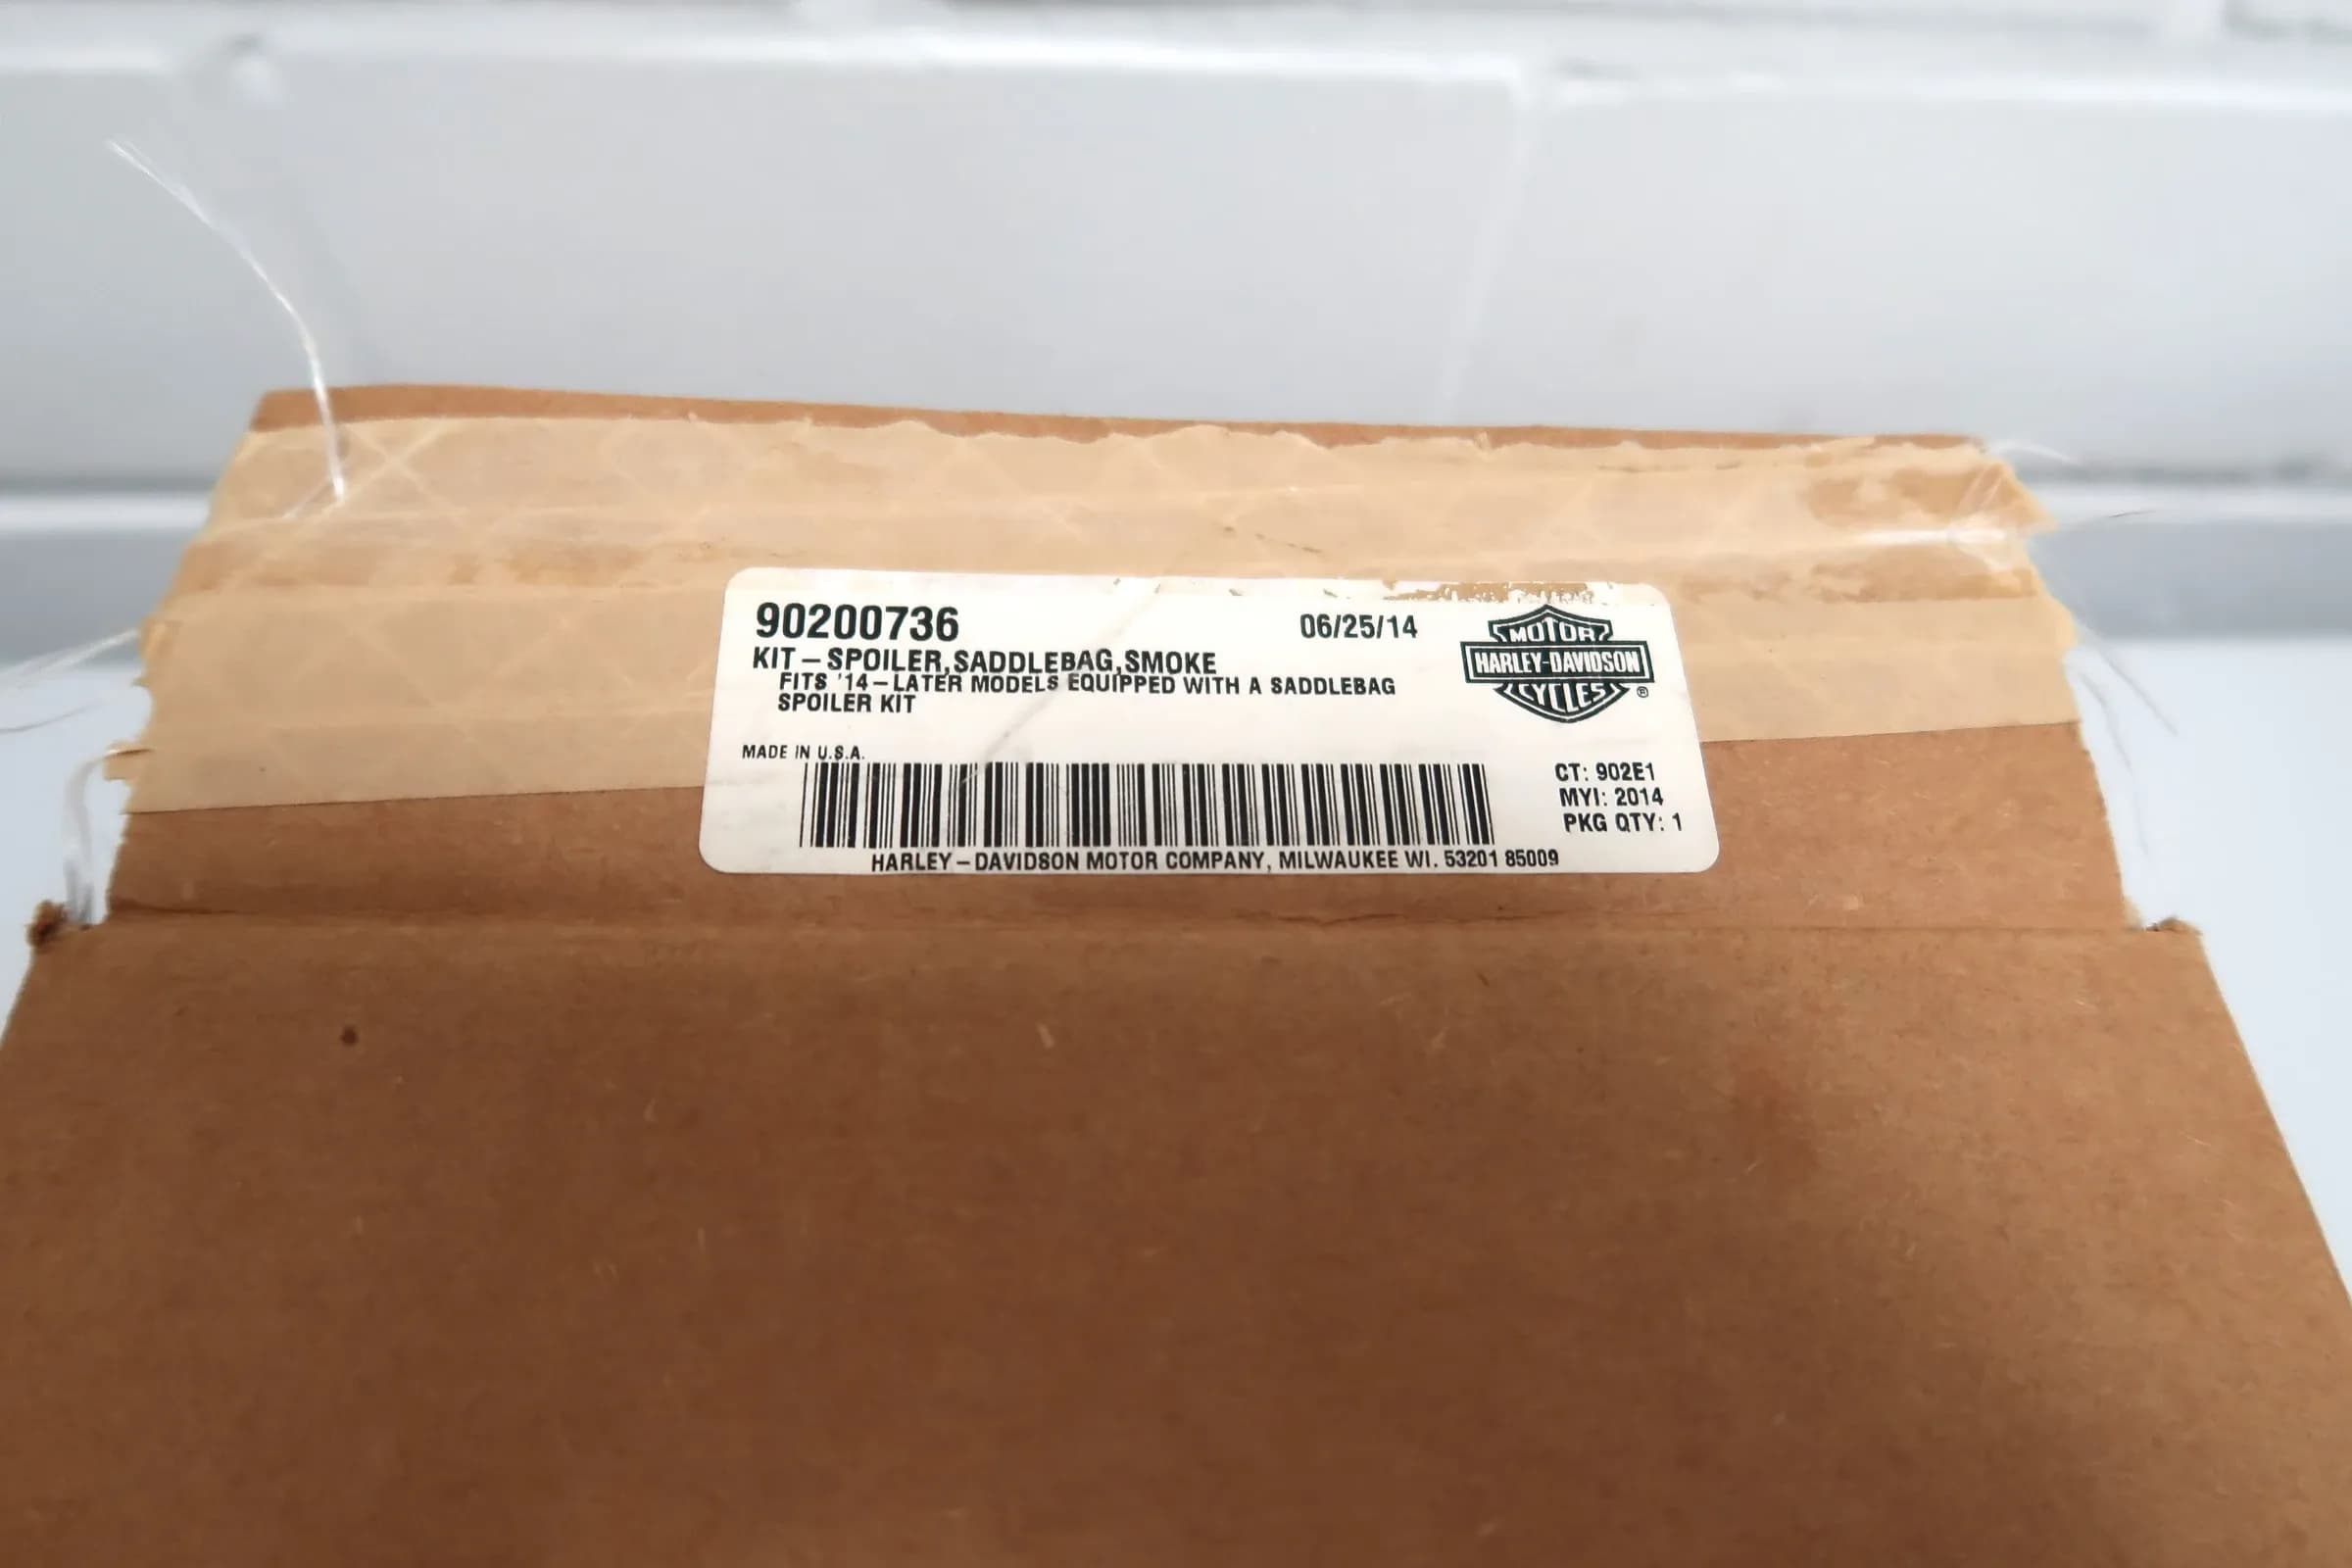 90200736
06/25/14
KIT – SPOILER,SADDLEBAG,SMOKE
FITS '14 – LATER MODELS EQUIPPED WITH A SADDLEBAG
SPOILER KIT
MOTOR
HARLEY-DAVIDSON
CYCLES
®
MADE IN U.S.A.
CT: 902E1
MYI: 2014
PKG QTY: 1
HARLEY – DAVIDSON MOTOR COMPANY, MILWAUKEE WI. 53201 85009